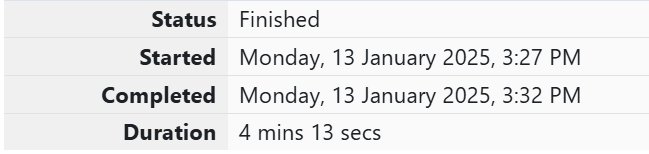 Status Finished
Started Monday, 13 January 2025, 3:27 PM
Completed Monday, 13 January 2025, 3:32 PM
Duration 4 mins 13 secs